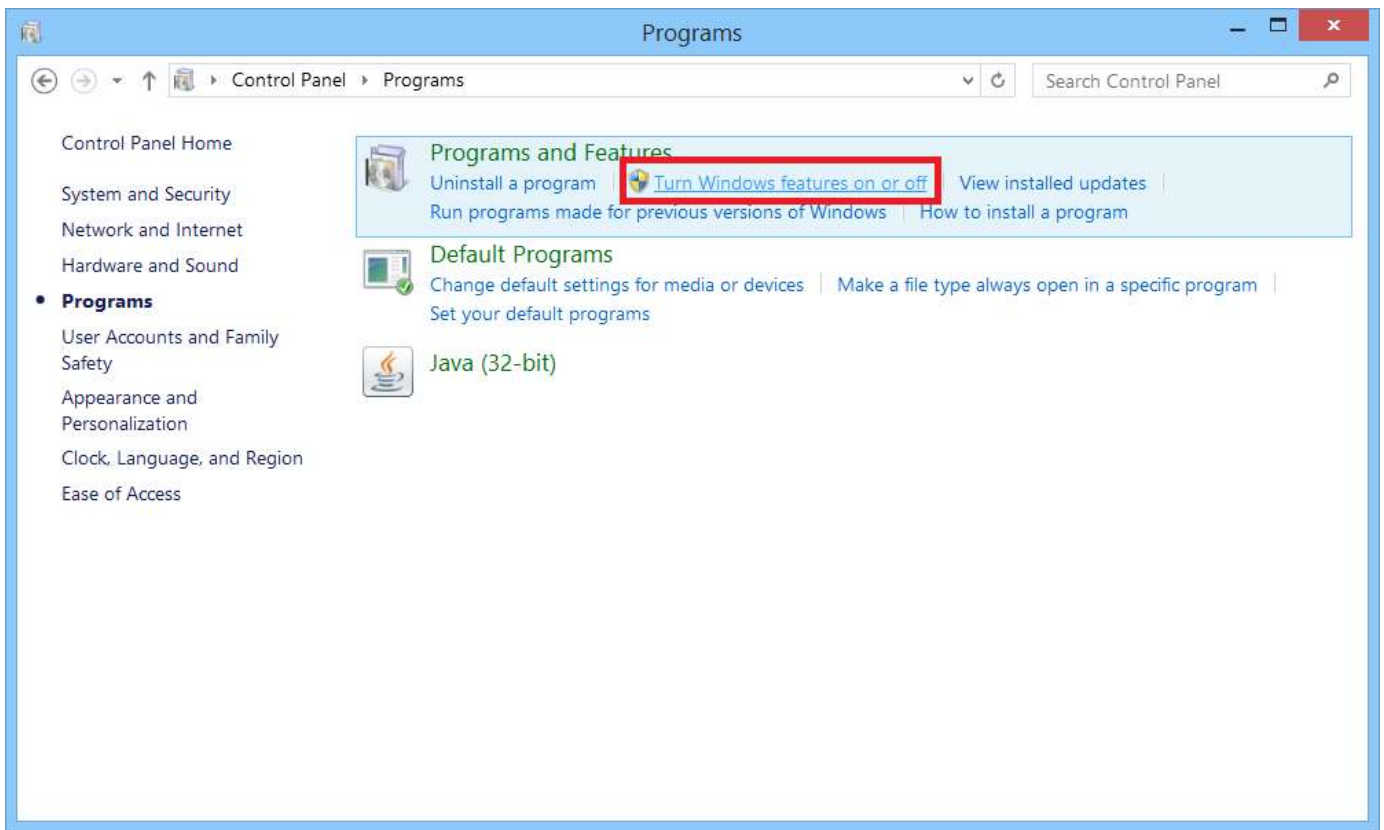 Programs
Control Panel Programs
Search Control Panel
Control Panel Home
System and Security
Network and Internet
Hardware and Sound
Programs
User Accounts and Family
Safety
Appearance and
Personalization
Clock, Language, and Region
Ease of Access
Programs and Features
Uninstall a program Turn Windows features on or off View installed updates
Run programs made for previous versions of Windows How to install a program
Default Programs
Change default settings for media or devices Make a file type always open in a specific program
Set your default programs
Java (32-bit)